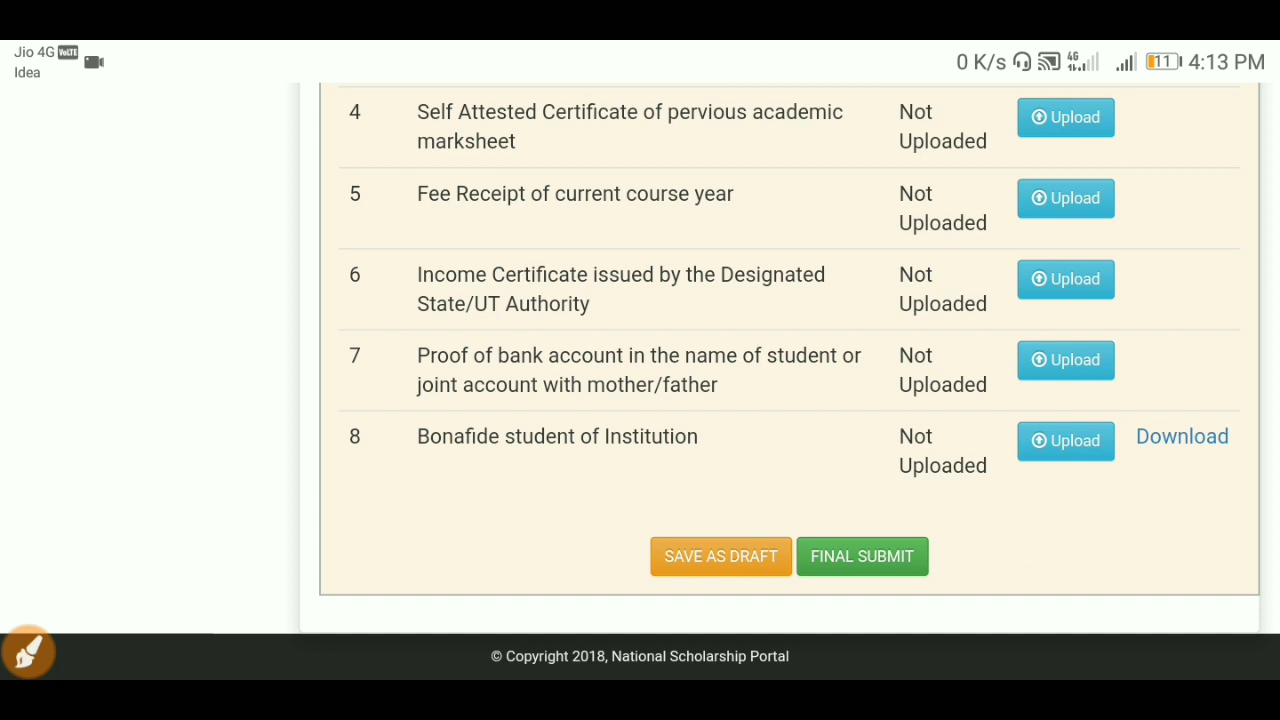 Jio 4G VoLTE
Idea
0 K/s 4G 11 4:13 PM
4 Self Attested Certificate of pervious academic marksheet Not Uploaded Upload
5 Fee Receipt of current course year Not Uploaded Upload
6 Income Certificate issued by the Designated State/UT Authority Not Uploaded Upload
7 Proof of bank account in the name of student or joint account with mother/father Not Uploaded Upload
8 Bonafide student of Institution Not Uploaded Upload Download
SAVE AS DRAFT FINAL SUBMIT
© Copyright 2018, National Scholarship Portal